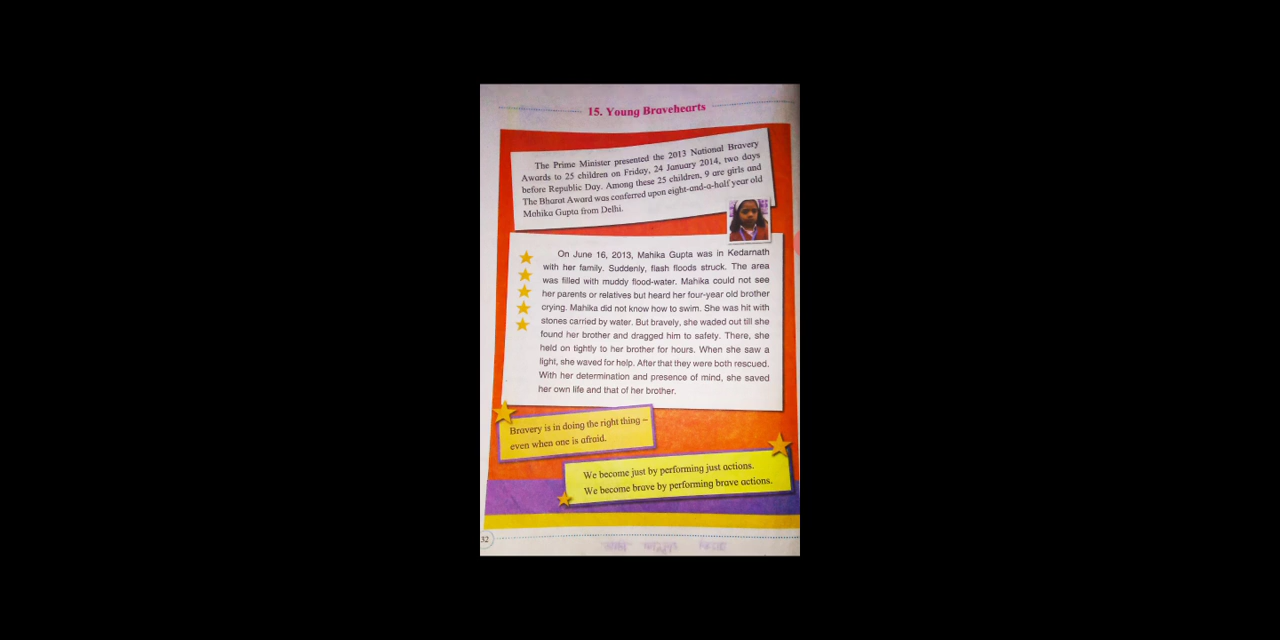 15. Young Bravehearts
The Prime Minister presented the 2013 National Bravery
Awards to 25 children on Friday, 24 January 2014, two days
before Republic Day. Among these 25 children, 9 are girls and
The Bharat Award was conferred upon eight-and-a-half year old
Mahika Gupta from Delhi.
On June 16, 2013, Mahika Gupta was in Kedarnath
with her family. Suddenly, flash floods struck. The area
was filled with muddy flood-water. Mahika could not see
her parents or relatives but heard her four-year old brother
crying. Mahika did not know how to swim. She was hit with
stones carried by water. But bravely, she waded out till she
found her brother and dragged him to safety. There, she
held on tightly to her brother for hours. When she saw a
light, she waved for help. After that they were both rescued.
With her determination and presence of mind, she saved
her own life and that of her brother.
Bravery is in doing the right thing –
even when one is afraid.
We become just by performing just actions.
We become brave by performing brave actions.
32